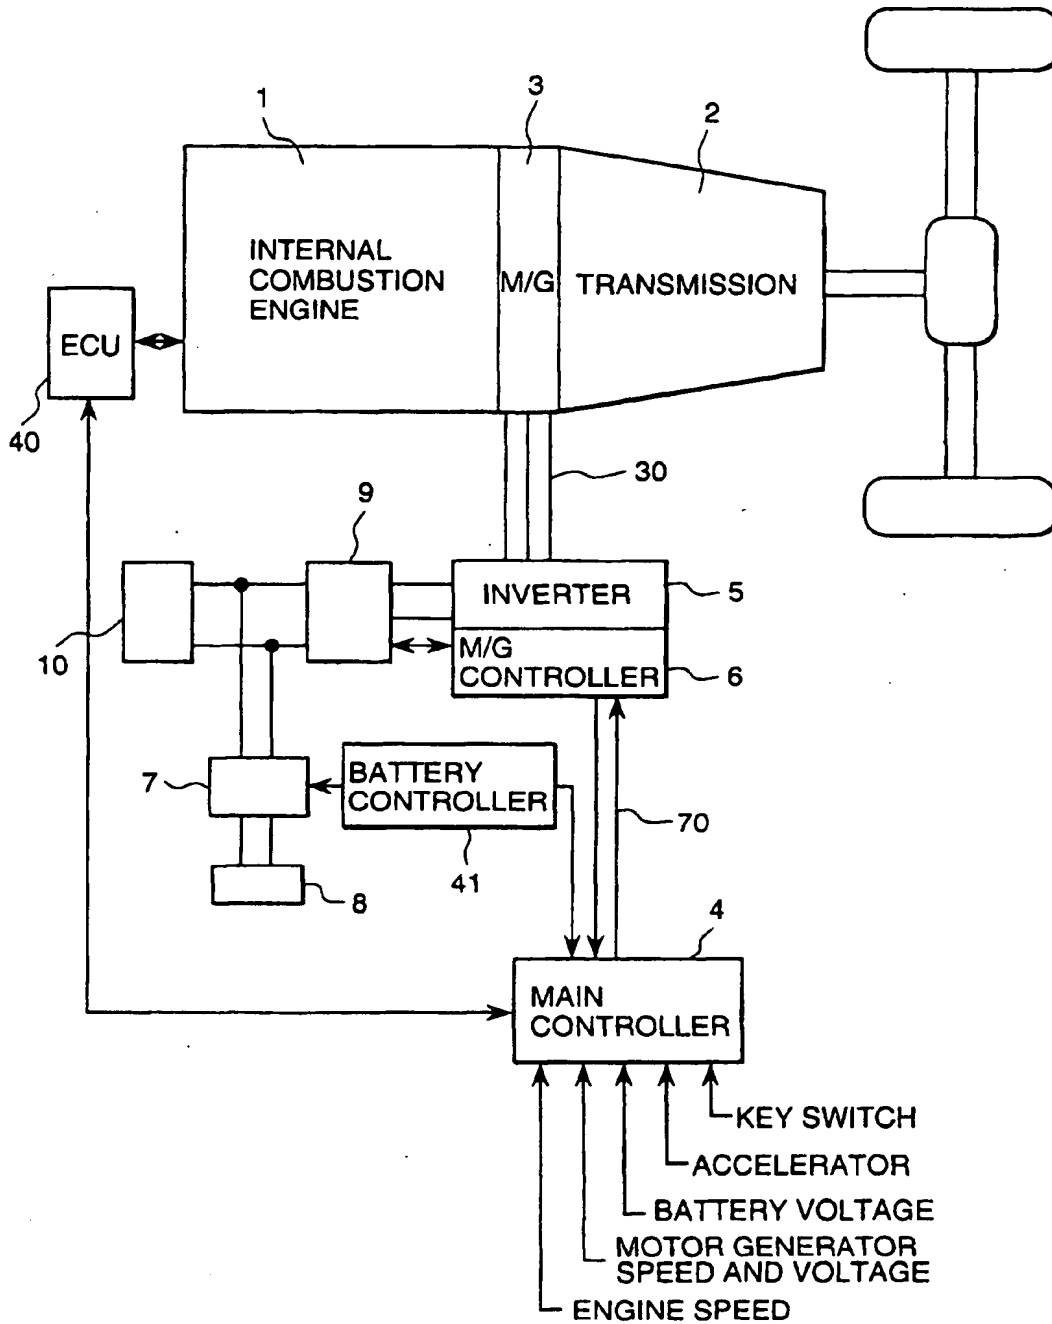 1
3
2
INTERNAL
COMBUSTION
ENGINE
M/G
TRANSMISSION
ECU
40
30
9
INVERTER
5
10
M/G
CONTROLLER
6
7
BATTERY
CONTROLLER
70
41
8
4
MAIN
CONTROLLER
KEY SWITCH
ACCELERATOR
BATTERY VOLTAGE
MOTOR GENERATOR
SPEED AND VOLTAGE
ENGINE SPEED